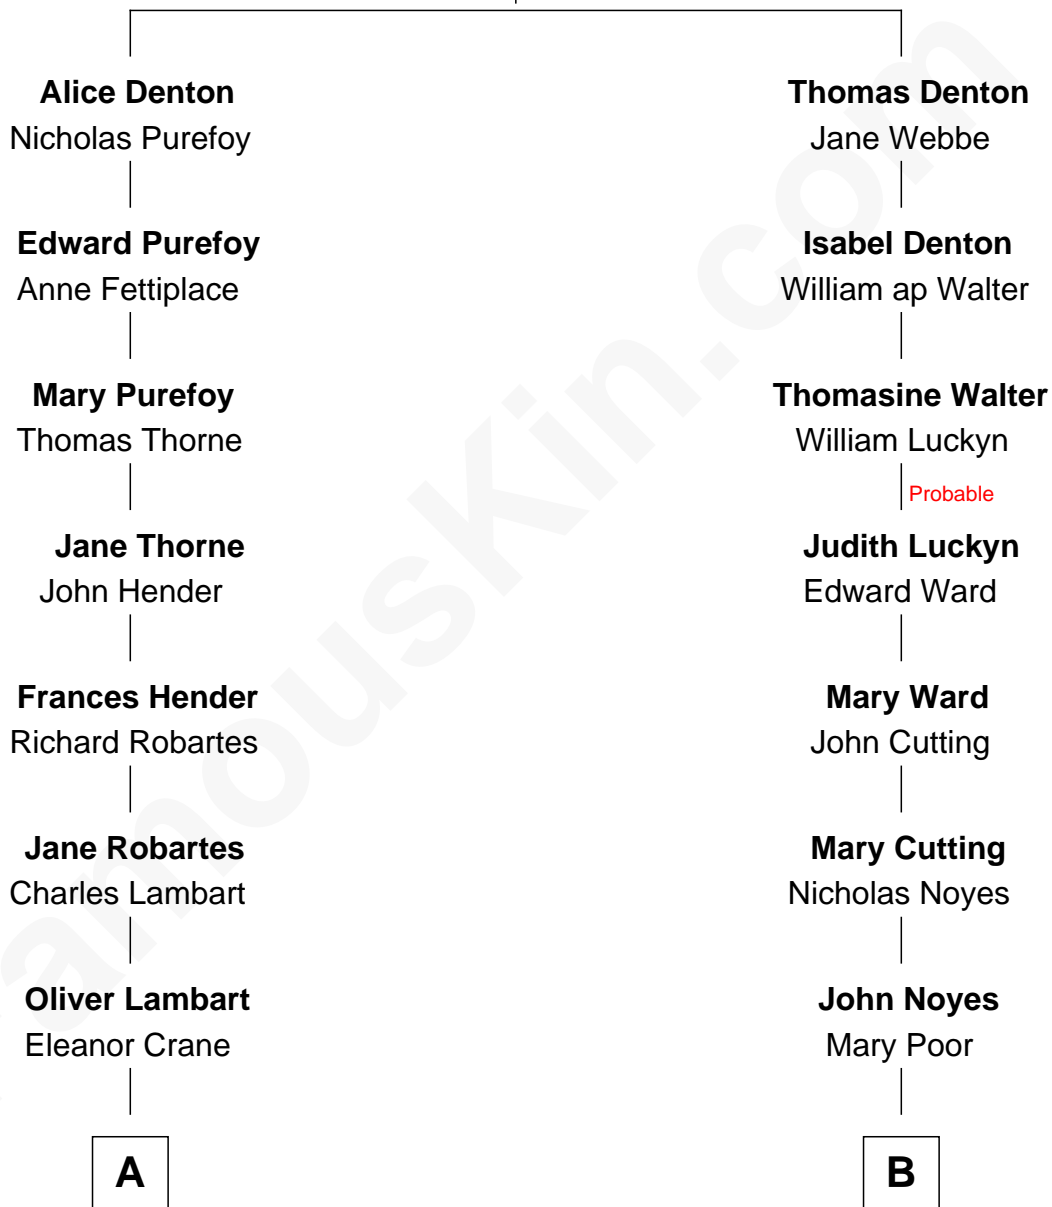 Alice Denton
Nicholas Purefoy
Edward Purefoy
Anne Fettiplace
Mary Purefoy
Thomas Thorne
Jane Thorne
John Hender
Frances Hender
Richard Robartes
Jane Robartes
Charles Lambart
Oliver Lambart
Eleanor Crane
A
Thomas Denton
Jane Webbe
Isabel Denton
William ap Walter
Thomasine Walter
William Luckyn
Probable
Judith Luckyn
Edward Ward
Mary Ward
John Cutting
Mary Cutting
Nicholas Noyes
John Noyes
Mary Poor
B
amousKin.com